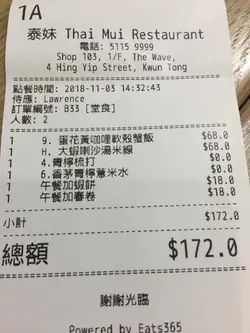 1A
泰妹 Thai Mui Restaurant
電話: 5115 9999
Shop 103, 1/F, The Wave,
4 Hing Yip Street, Kwun Tong
點餐時間: 2018-11-03 14:32:43
侍應: Lawrence
訂單編號: B33 [堂食]
人數: 2
1 9. 蛋花黃咖喱軟殼蟹飯 $68.0
1 H. 大蝦喇沙湯米線 $68.0
1 4.青檸梳打
1 6.香茅青檸薏米水 $0.0
1 午餐加蝦餅 $18.0
1 午餐加春卷 $18.0
小計 $172.0
總額 $172.0
謝謝光臨
Powered by Eats365